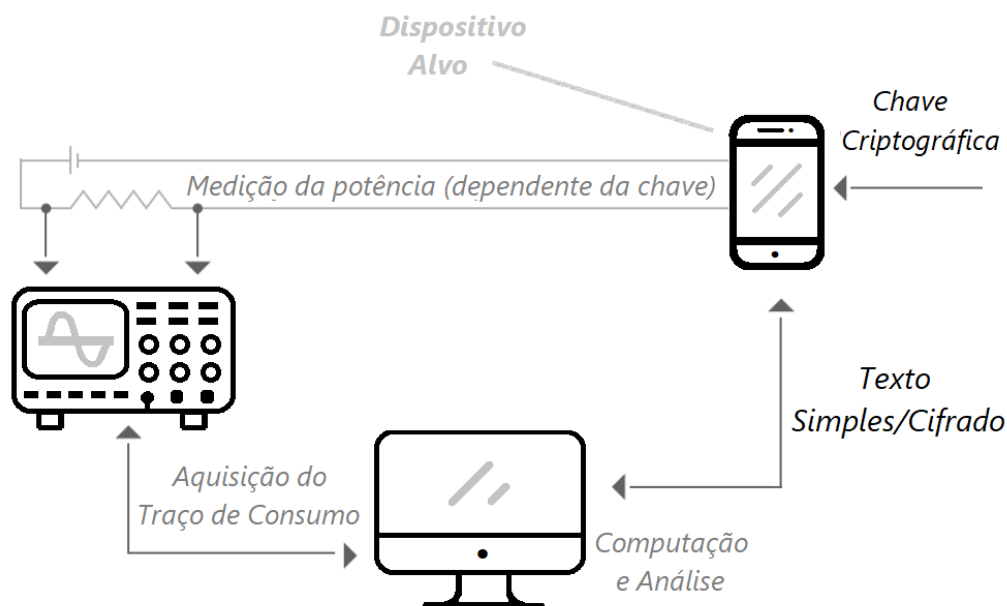 Dispositivo
Alvo
Chave
Criptográfica
Medição da potência (dependente da chave)
Texto
Simples/Cifrado
Aquisição do
Traço de Consumo
Computação
e Análise